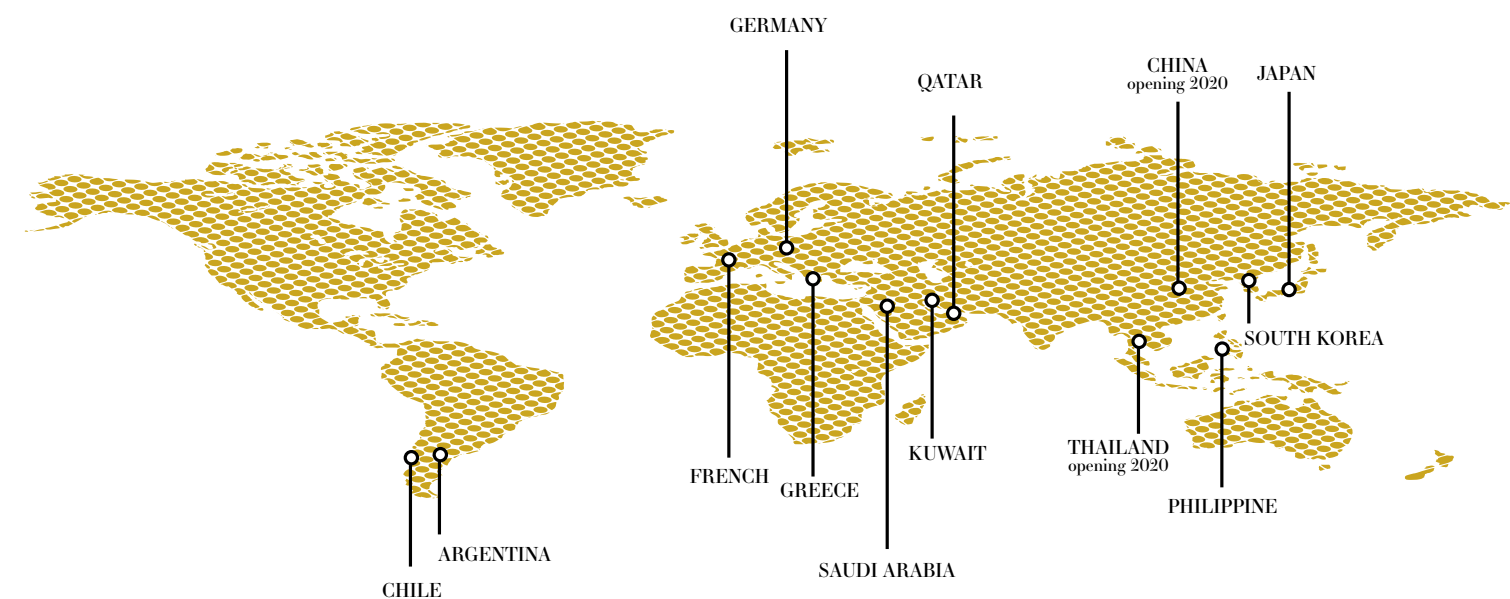 GERMANY
QATAR
CHINA
opening 2020
JAPAN
SOUTH KOREA
THAILAND
opening 2020
PHILIPPINE
KUWAIT
FRENCH
GREECE
SAUDI ARABIA
ARGENTINA
CHILE